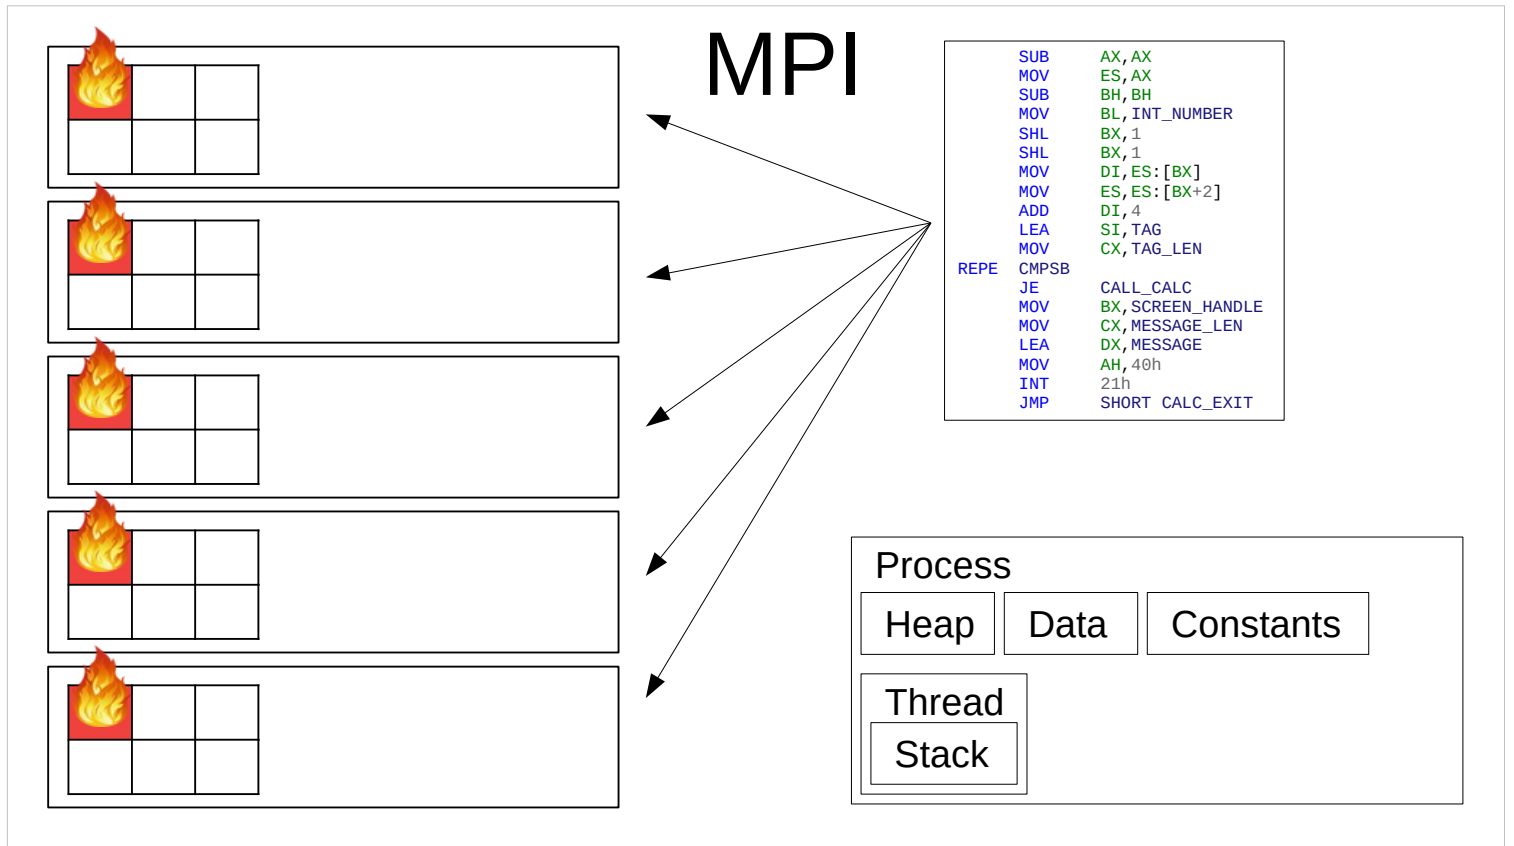 MPI
SUB AX,AX
MOV ES,AX
SUB BH,BH
MOV BL,INT_NUMBER
SHL BX,1
SHL BX,1
MOV DI,ES:[BX]
MOV ES,ES:[BX+2]
ADD DI,4
LEA SI,TAG
MOV CX,TAG_LEN
REPE CMPSB
JE CALL_CALC
MOV BX,SCREEN_HANDLE
MOV CX,MESSAGE_LEN
LEA DX,MESSAGE
MOV AH,40h
INT 21h
JMP SHORT CALC_EXIT
Process
Heap Data Constants
Thread
Stack